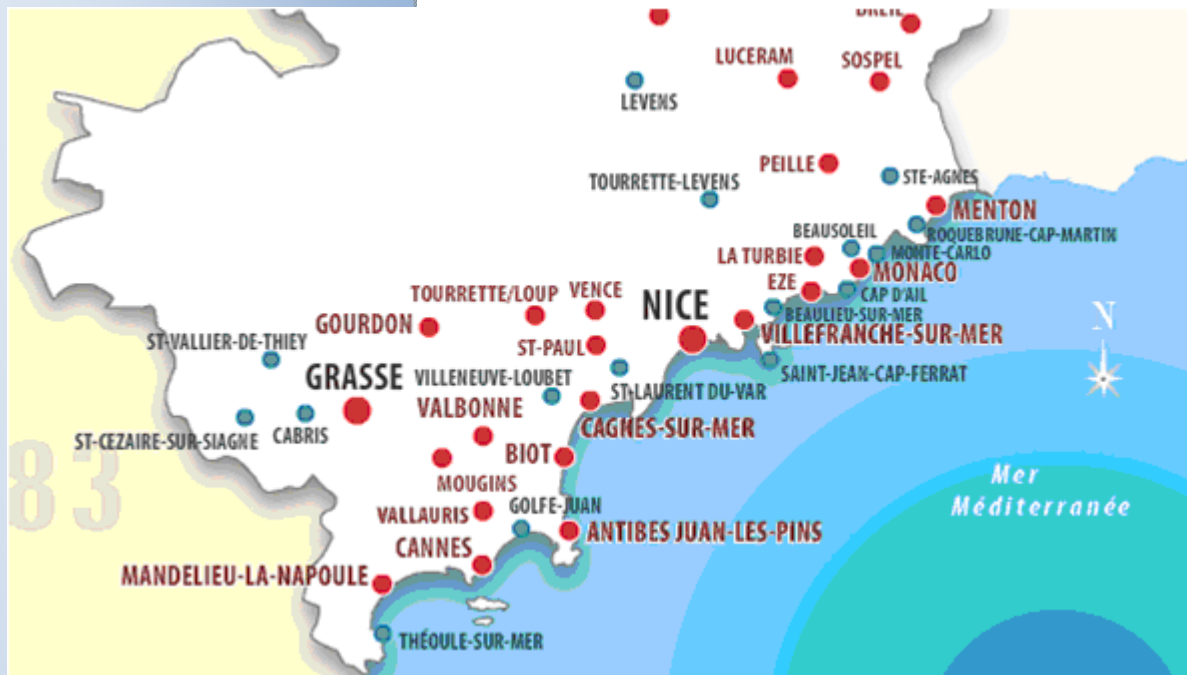 BREIL
LUCERAM
SOSPEL
LEVENS
PEILLE
STE-AGNES
TOURRETTE-LEVENS
MENTON
BEAUSOLEIL
ROQUEBRUNE-CAP-MARTIN
LA TURBIE
MONTE-CARLO
MONACO
EZE
CAP D'AIL
TOURRETTE/LOUP
VENCE
NICE
BEAULIEU-SUR-MER
N
GOURDON
VILLEFRANCHE-SUR-MER
ST-VALLIER-DE-THIEY
ST-PAUL
GRASSE
VILLENEUVE-LOUBET
SAINT-JEAN-CAP-FERRAT
ST-LAURENT DU-VAR
VALBONNE
CAGNES-SUR-MER
ST-CEZAIRE-SUR-SIAGNE
CABRIS
BIOT
83
MOUGINS
Mer
Méditerranée
GOLFE-JUAN
VALLAURIS
ANTIBES JUAN-LES-PINS
CANNES
MANDELIEU-LA-NAPOULE
THÉOULE-SUR-MER